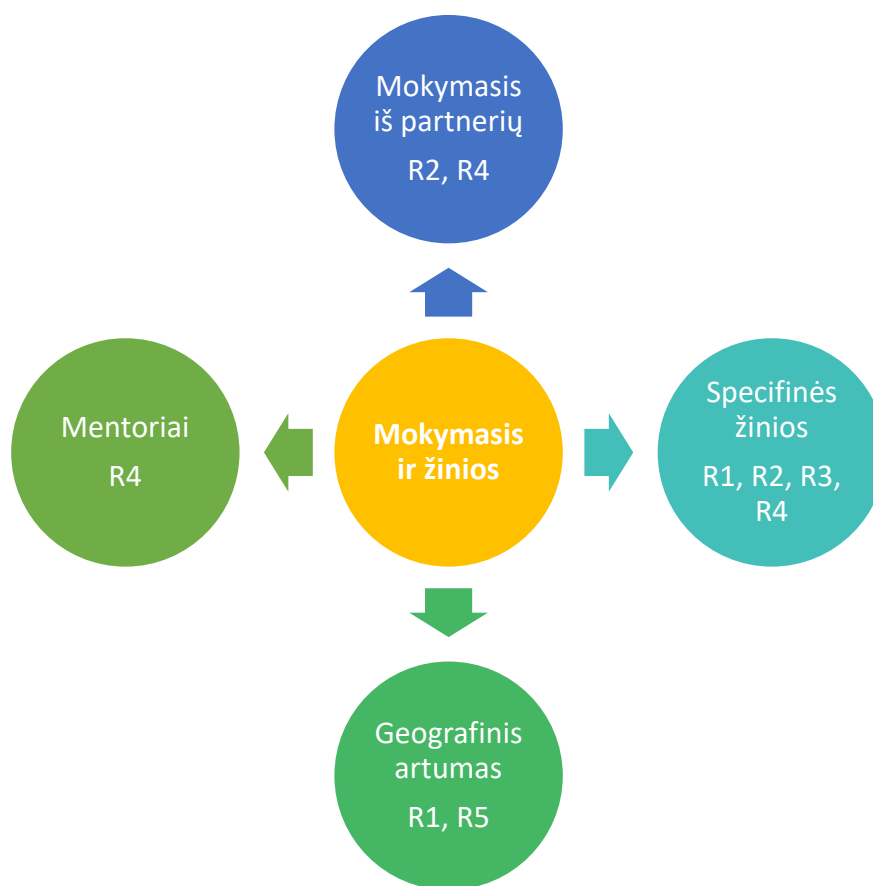 Mokymasis
iš partnerių
R2, R4
Mentoriai
R4
Mokymasis
ir žinios
Specifinės
žinios
R1, R2, R3,
R4
Geografinis
artumas
R1, R5